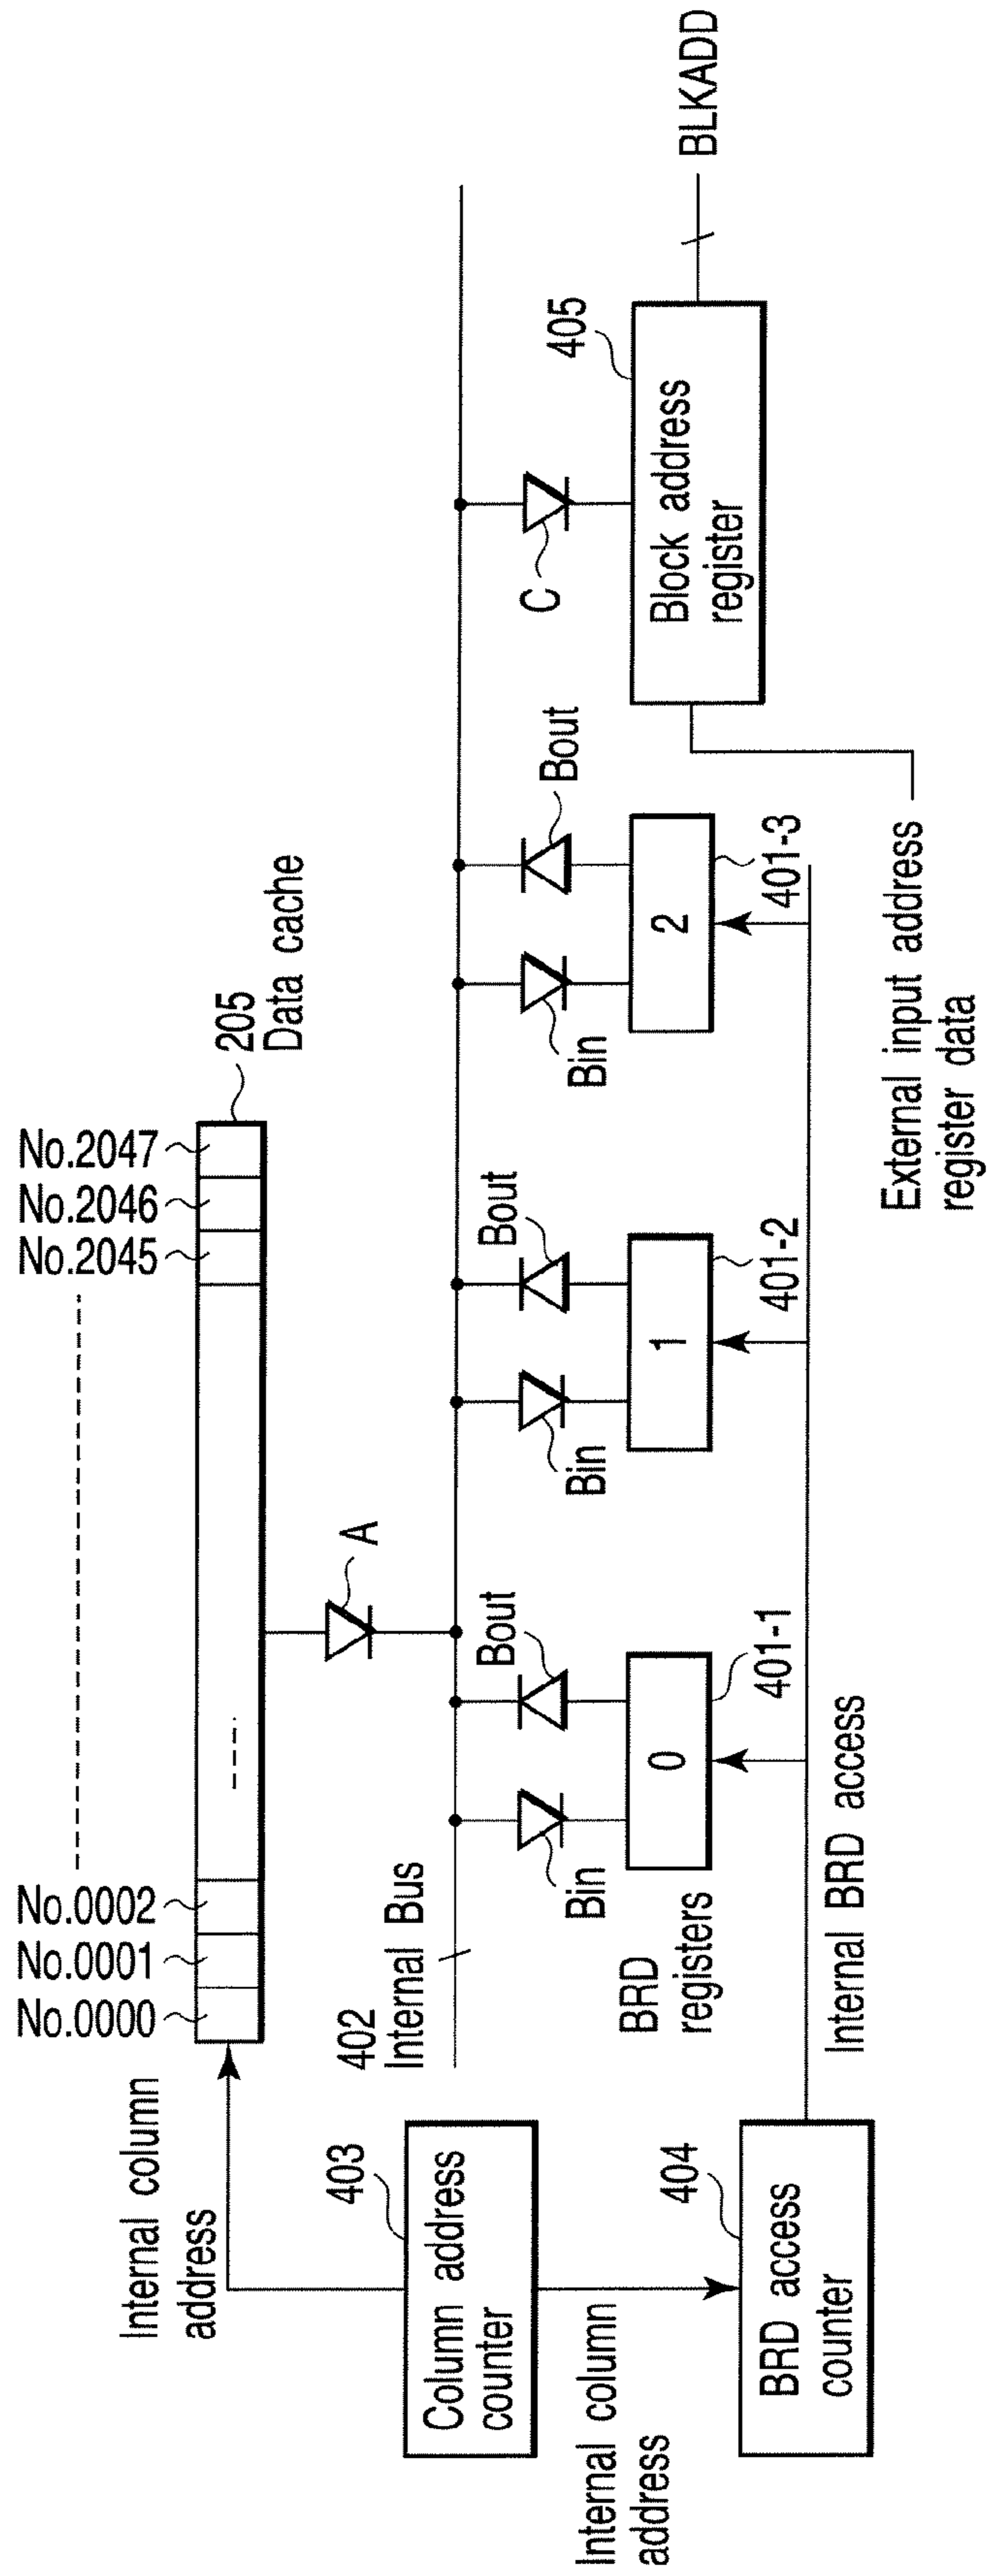 No.0000
No.0001
No.0002
No.2045
No.2046
No.2047
205
Data cache
Internal column
address
A
403
Column address
counter
402
Internal Bus
Bin
Bout
Bin
Bout
Bin
Bout
C
405
Block address
register
BLKADD
BRD
registers
0
1
2
401-1
401-2
401-3
Internal column
address
404
BRD access
counter
Internal BRD access
External input address
register data